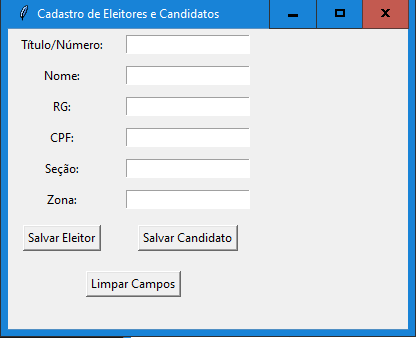 Cadastro de Eleitores e Candidatos
Título/Número:
Nome:
RG:
CPF:
Seção:
Zona:
Salvar Eleitor Salvar Candidato
Limpar Campos